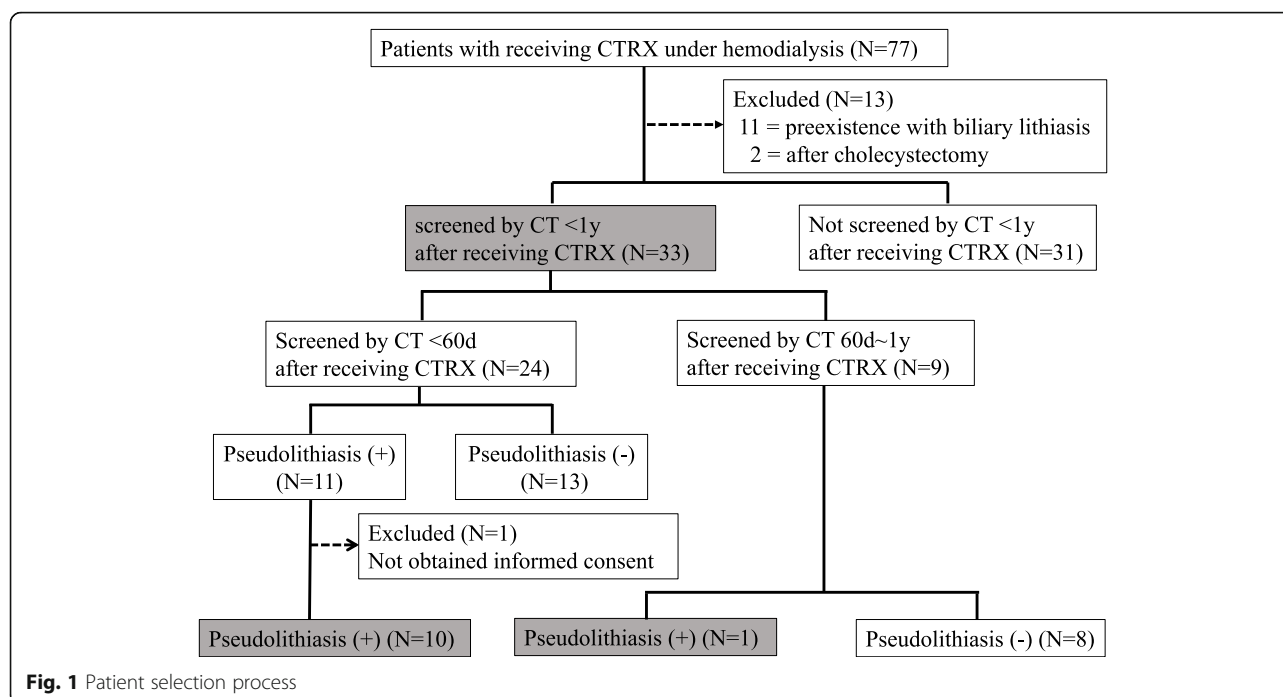 Patients with receiving CTRX under hemodialysis (N=77)
Excluded (N=13)
11 = preexistence with biliary lithiasis
2 = after cholecystectomy
screened by CT <1y
after receiving CTRX (N=33)
Not screened by CT <1y
after receiving CTRX (N=31)
Screened by CT <60d
after receiving CTRX (N=24)
Screened by CT 60d~1y
after receiving CTRX (N=9)
Pseudolithiasis (+)
(N=11)
Pseudolithiasis (-)
(N=13)
Excluded (N=1)
Not obtained informed consent
Pseudolithiasis (+) (N=10)
Pseudolithiasis (+) (N=1)
Pseudolithiasis (-) (N=8)
Fig. 1 Patient selection process